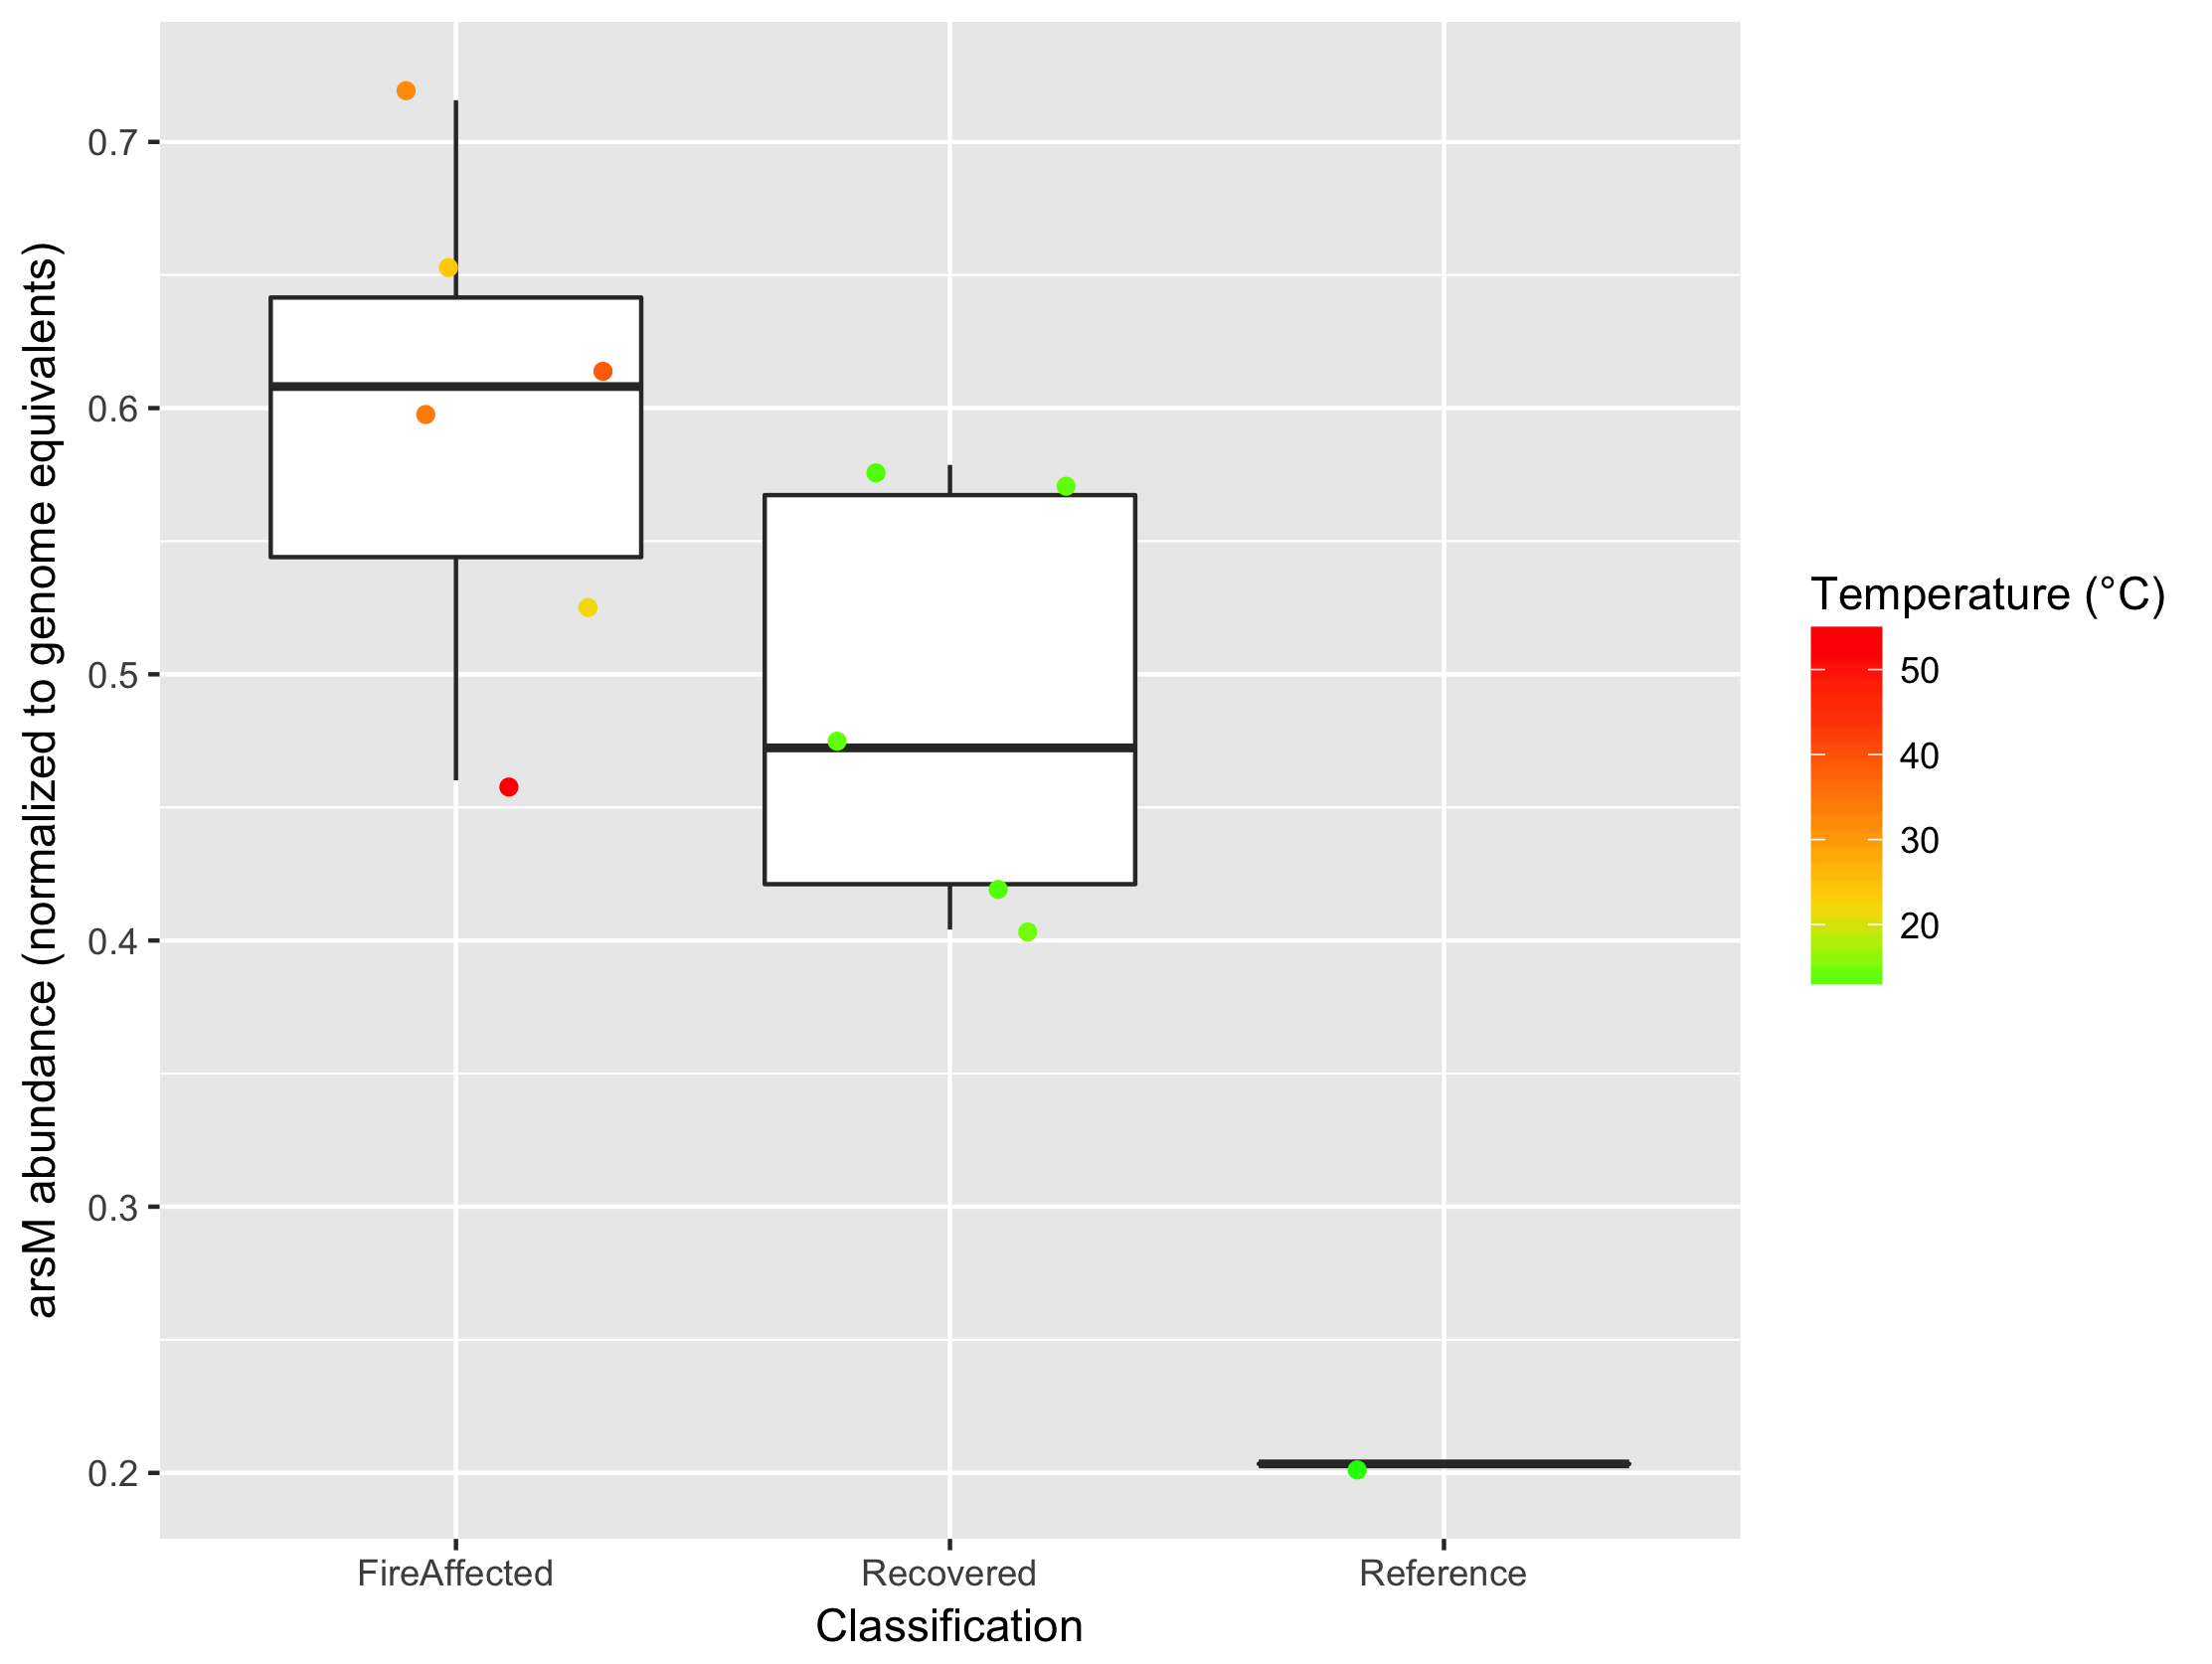 arsM abundance (normalized to genome equivalents)
0.7
0.6
0.5
0.4
0.3
0.2
FireAffected
Recovered
Reference
Classification
Temperature (°C)
50
40
30
20